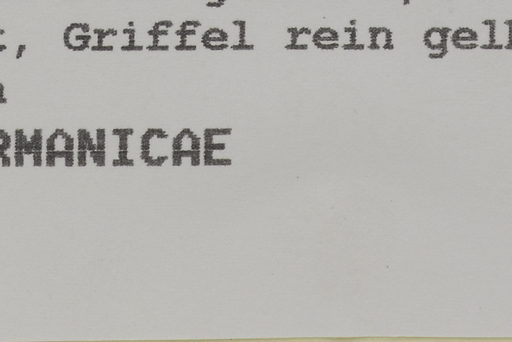 , Griffel rein gel
RMANICAE